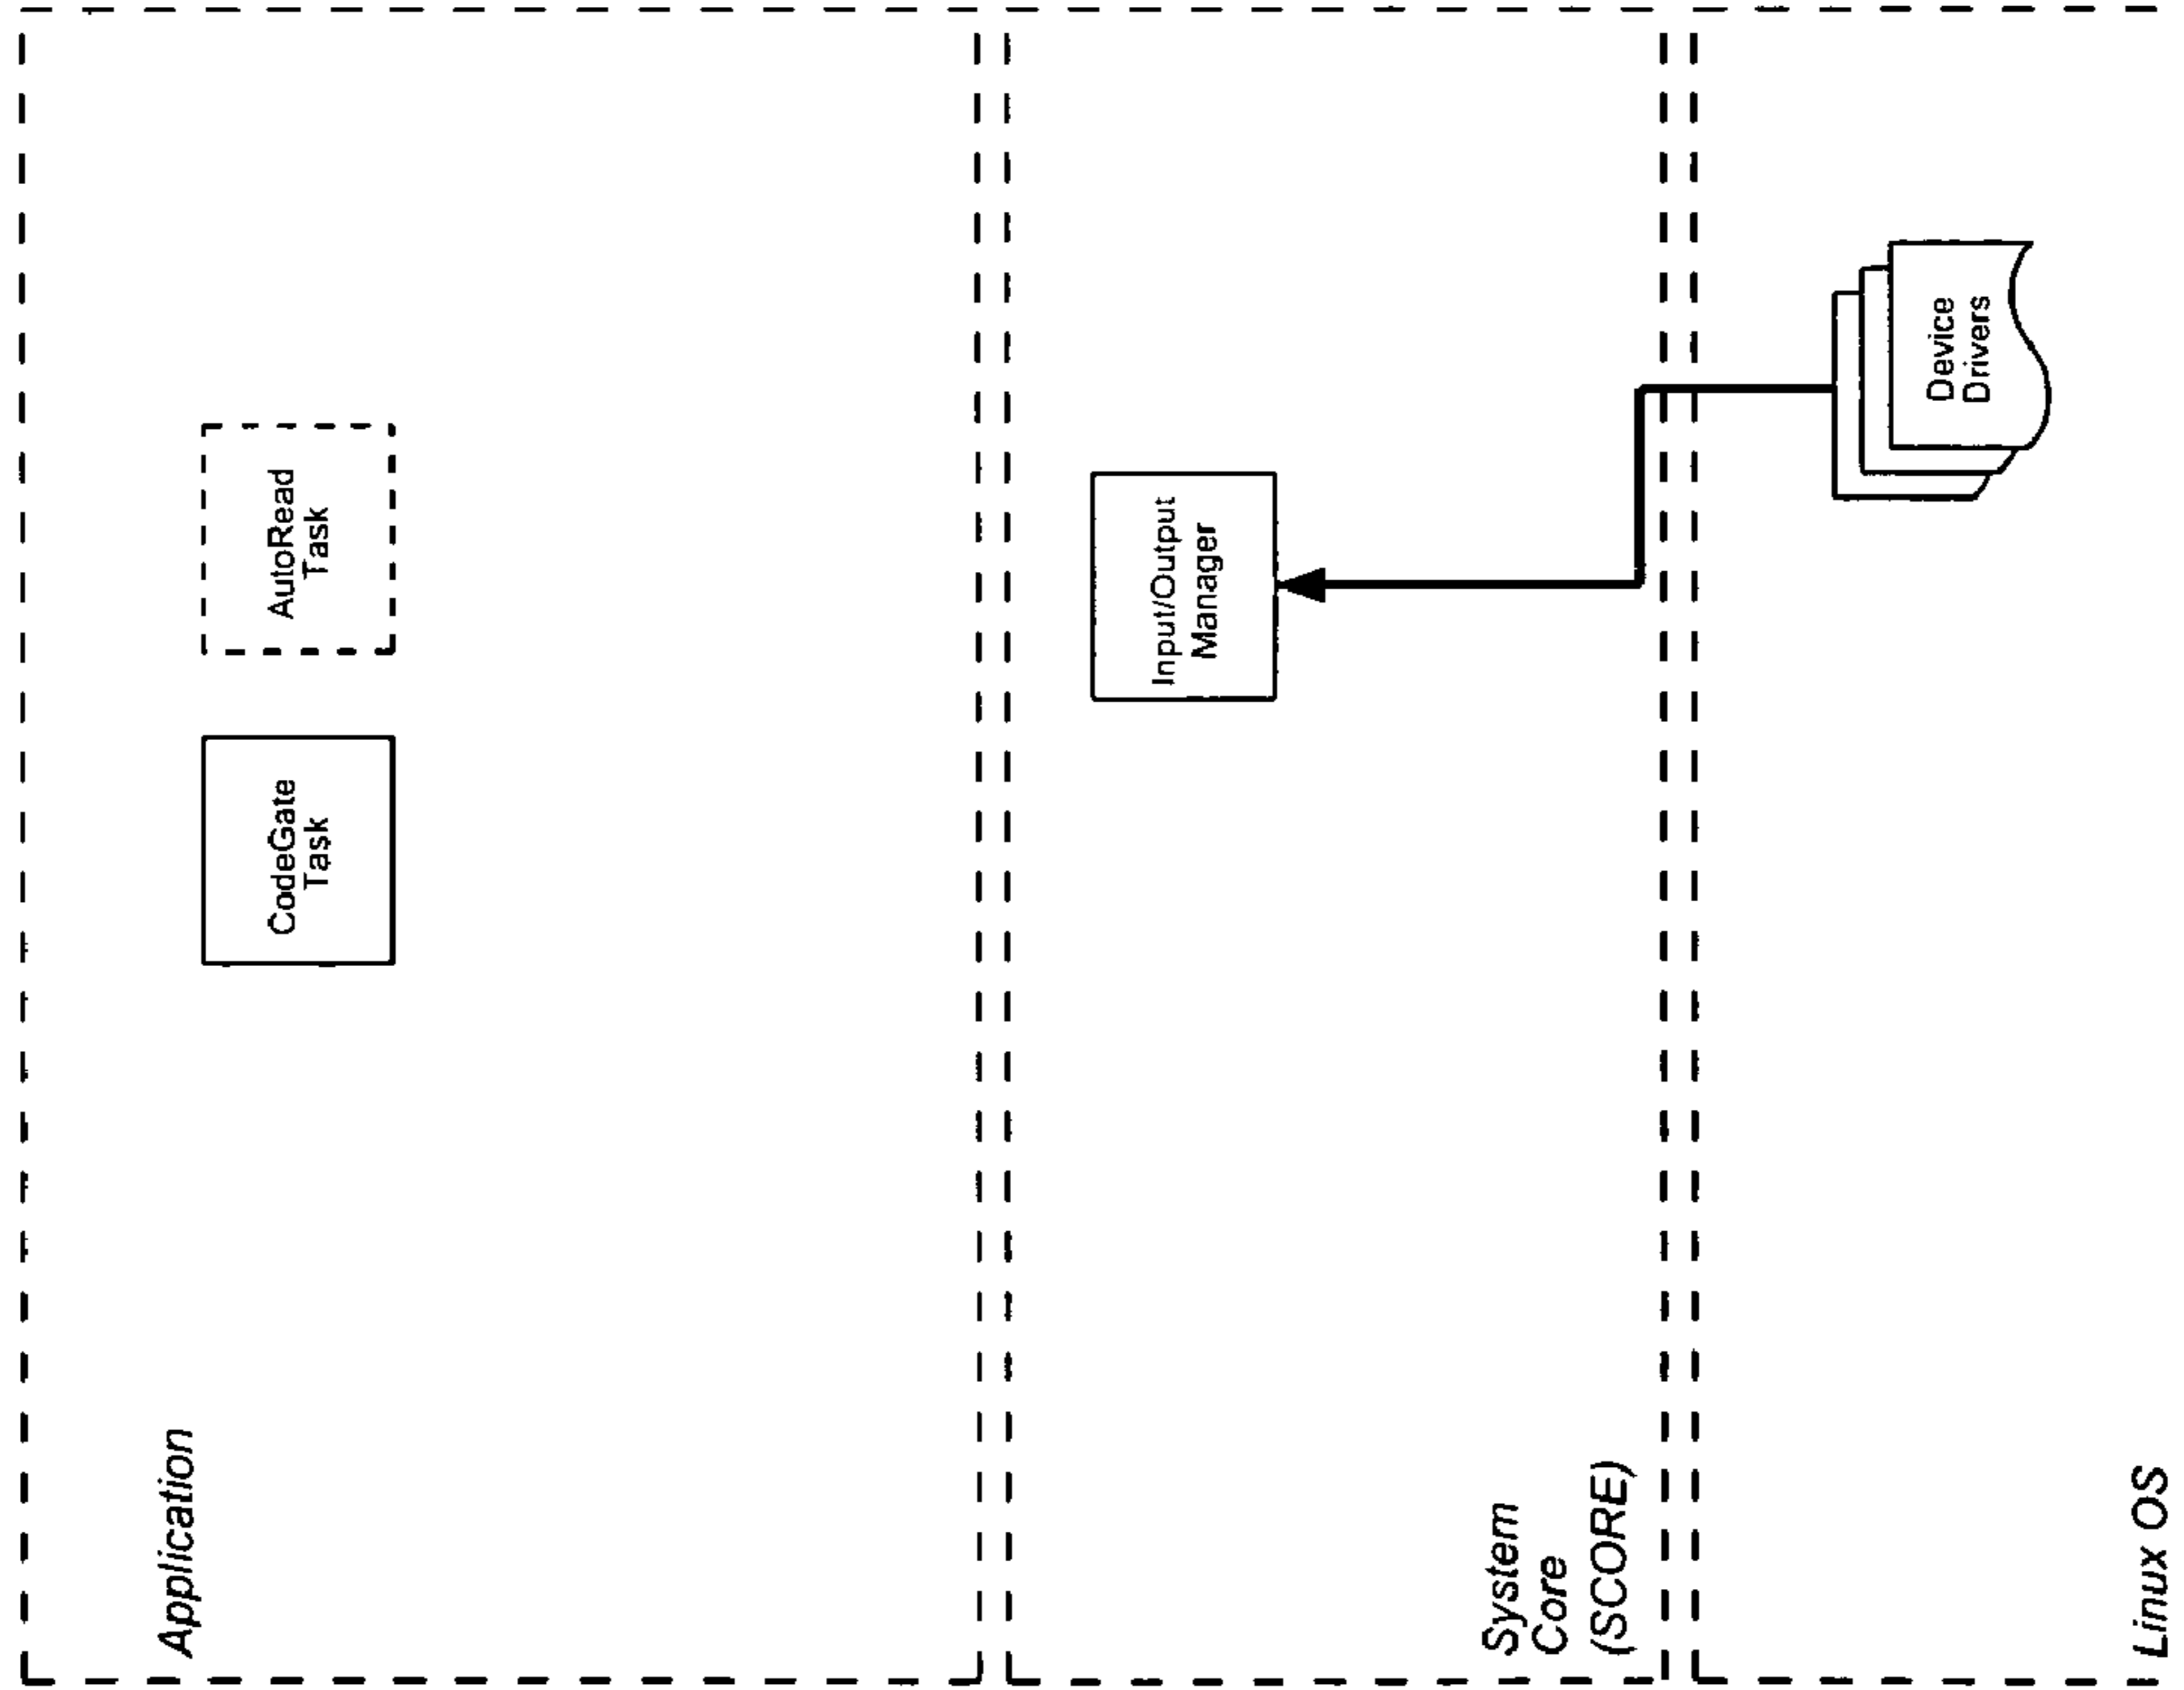 Application
CodeGate
Task
AutoRead
Task
Input/Output
Manager
System
Core
(SCORE)
Device
Drivers
Linux OS